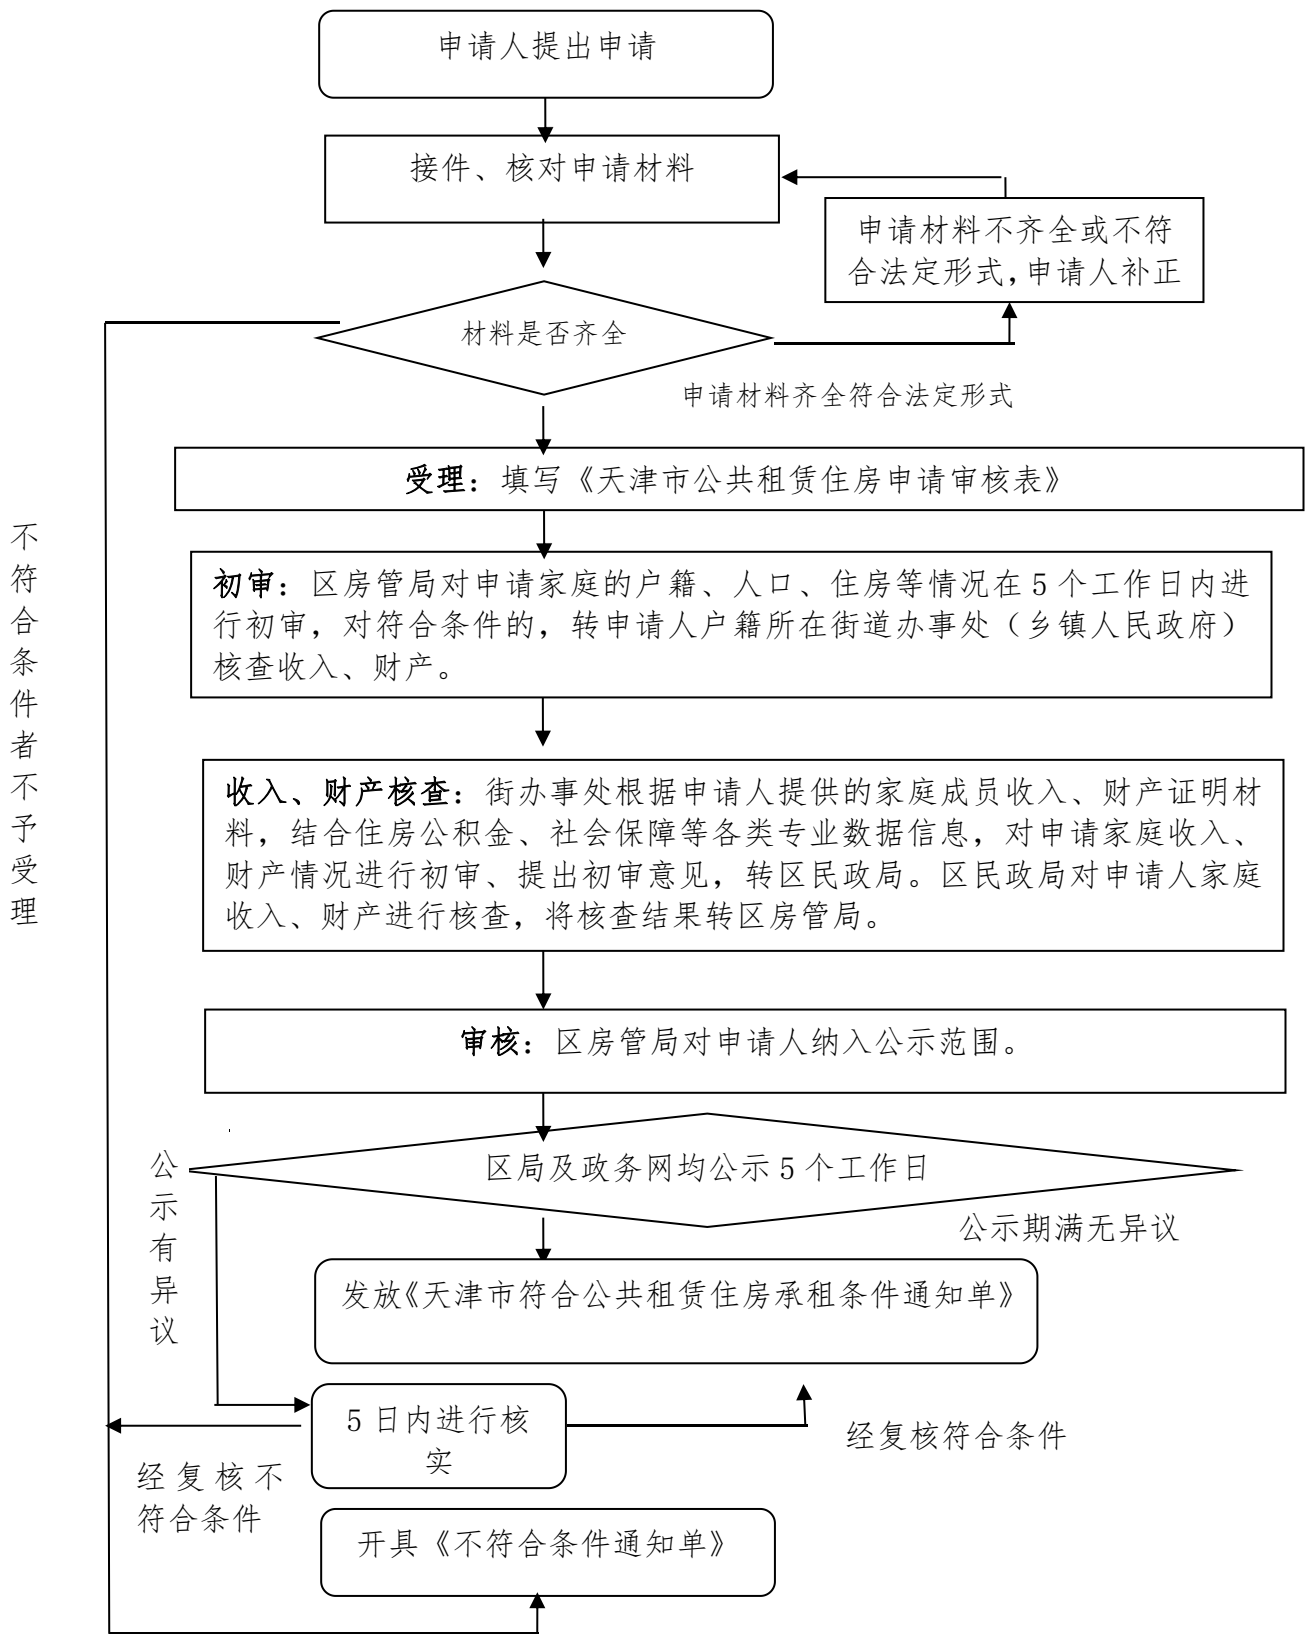 申请人提出申请
接件、核对申请材料
申请材料不齐全或不符
合法定形式，申请人补正
材料是否齐全
申请材料齐全符合法定形式
受理：填写《天津市公共租赁住房申请审核表》
不符合条件者不予受理
初审：区房管局对申请家庭的户籍、人口、住房等情况在5个工作日内进
行初审，对符合条件的，转申请人户籍所在街道办事处（乡镇人民政府）
核查收入、财产。
收入、财产核查：街办事处根据申请人提供的家庭成员收入、财产证明材
料，结合住房公积金、社会保障等各类专业数据信息，对申请家庭收入、
财产情况进行初审、提出初审意见，转区民政局。区民政局对申请人家庭
收入、财产进行核查，将核查结果转区房管局。
审核：区房管局对申请人纳入公示范围。
区局及政务网均公示5个工作日
公示有异议
公示期满无异议
发放《天津市符合公共租赁住房承租条件通知单》
5日内进行核
实
经复核符合条件
经复核不
符合条件
开具《不符合条件通知单》